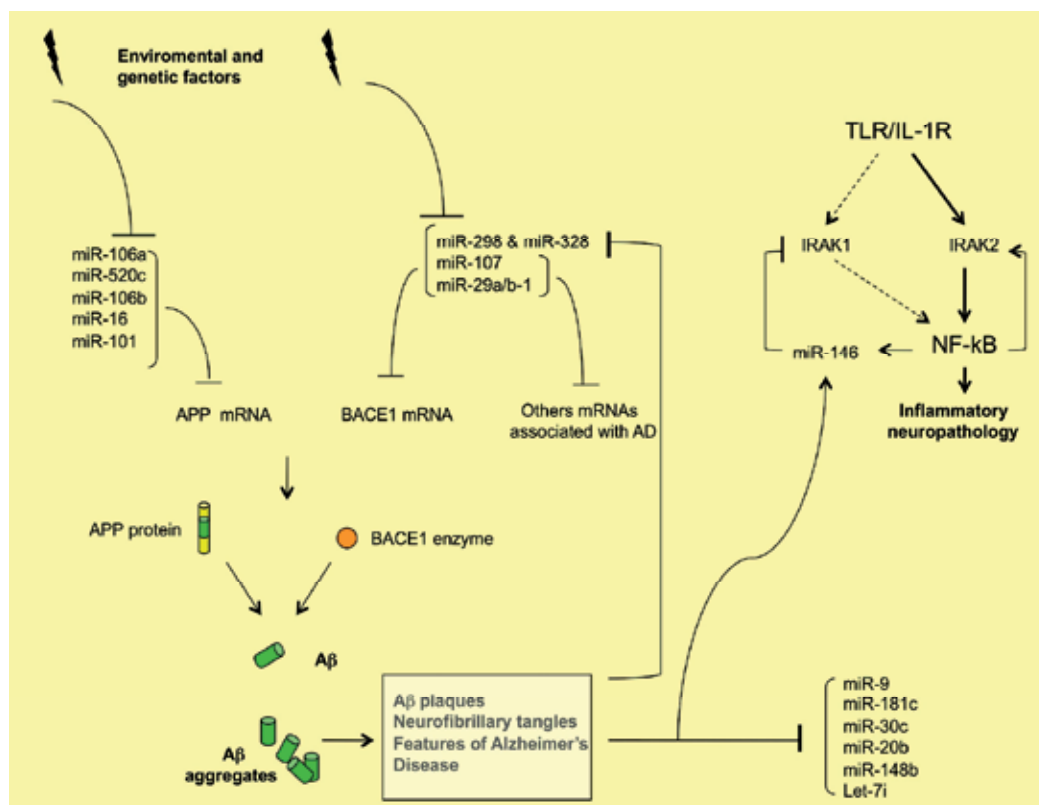 Enviromental and
genetic factors
TLR/IL-1R
miR-106a
miR-520c
miR-106b
miR-16
miR-101
miR-298 & miR-328
miR-107
miR-29a/b-1
IRAK1
IRAK2
miR-146
NF-kB
APP mRNA
BACE1 mRNA
Others mRNAs
associated with AD
Inflammatory
neuropathology
APP protein
BACE1 enzyme
Aβ
Aβ
aggregates
Aβ plaques
Neurofibrillary tangles
Features of Alzheimer's
Disease
miR-9
miR-181c
miR-30c
miR-20b
miR-148b
Let-7i